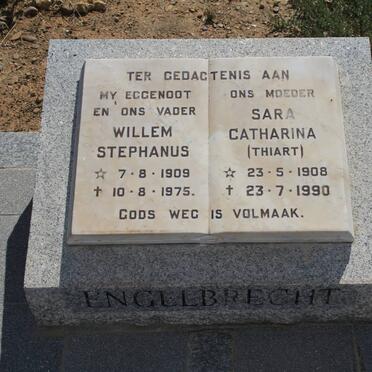 TER GEDAGTENIS AAN
MY EGGENOOT
EN ONS VADER
WILLEM
STEPHANUS
☆ 7-8-1909
✝ 10-8-1975.
ONS MOEDER
SARA
CATHARINA
(THIART)
☆ 23-5-1908
✝ 23-7-1990
GODS WEG IS VOLMAAK.
ENGELBRECHT